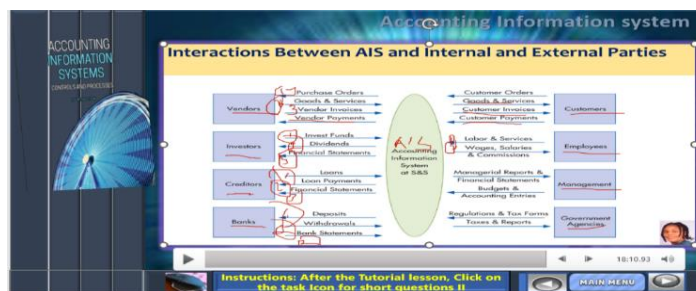 Accounting Information system
ACCOUNTING
INFORMATION
SYSTEMS
CONTROLS AND PROCESSES
Interactions Between AIS and Internal and External Parties
Vendors
Purchase Orders
Goods & Services
Vendor Invoices
Vendor Payments
Investors
Invest Funds
Dividends
Financial Statements
Creditors
Loans
Loan Payments
Financial Statements
Banks
Deposits
Withdrawals
Bank Statements
AIS
Accounting
Information
System
at S&S
Customer Orders
Goods & Services
Customer Invoices
Customer Payments
Customers
Labor & Services
Wages, Salaries
& Commissions
Employees
Managerial Reports &
Financial Statements
Budgets &
Accounting Entries
Management
Regulations & Tax Forms
Taxes & Reports
Government
Agencies
18:10.93
Instructions: After the Tutorial lesson, Click on
the task Icon for short questions II
MAIN MENU